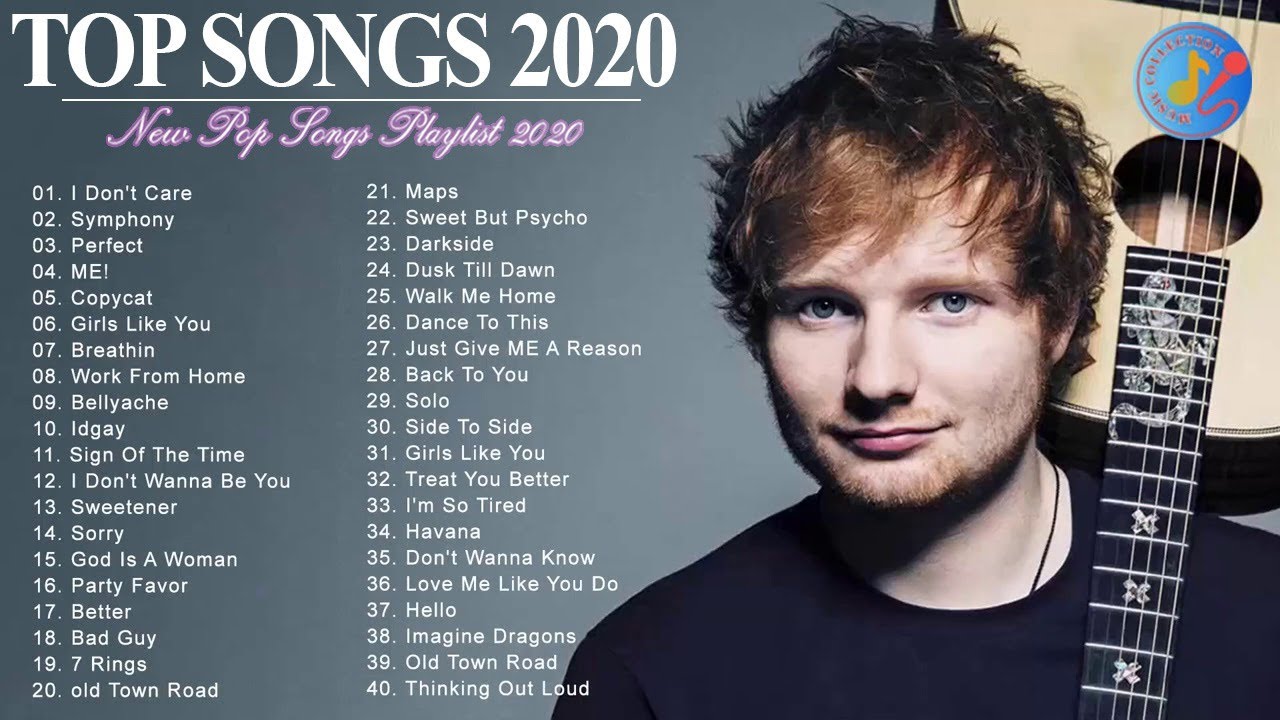 TOP SONGS 2020
New Pop Songs Playlist 2020
01. I Don't Care
02. Symphony
03. Perfect
04. ME!
05. Copycat
06. Girls Like You
07. Breathin
08. Work From Home
09. Bellyache
10. Idgay
11. Sign Of The Time
12. I Don't Wanna Be You
13. Sweetener
14. Sorry
15. God Is A Woman
16. Party Favor
17. Better
18. Bad Guy
19. 7 Rings
20. old Town Road
21. Maps
22. Sweet But Psycho
23. Darkside
24. Dusk Till Dawn
25. Walk Me Home
26. Dance To This
27. Just Give ME A Reason
28. Back To You
29. Solo
30. Side To Side
31. Girls Like You
32. Treat You Better
33. I'm So Tired
34. Havana
35. Don't Wanna Know
36. Love Me Like You Do
37. Hello
38. Imagine Dragons
39. Old Town Road
40. Thinking Out Loud
COLLECTION